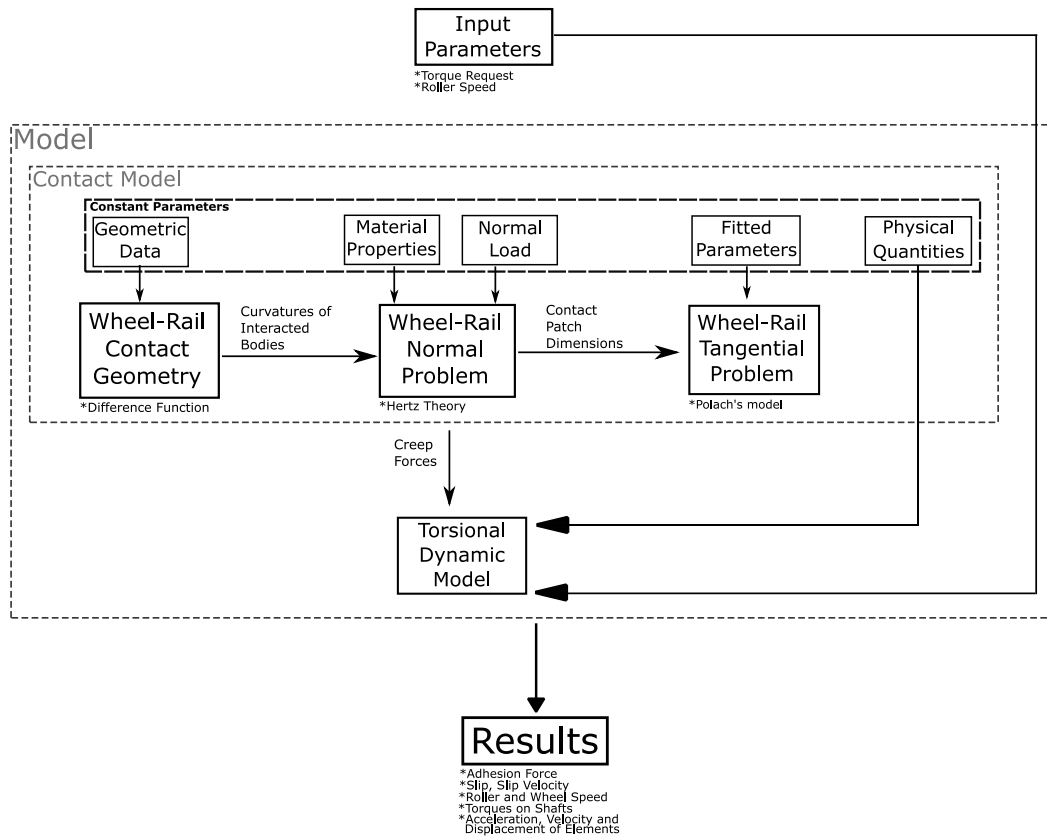 Input
Parameters
*Torque Request
*Roller Speed
Model
Contact Model
Constant Parameters
Geometric
Data
Material
Properties
Normal
Load
Fitted
Parameters
Physical
Quantities
Wheel-Rail
Contact
Geometry
*Difference Function
Curvatures of
Interacted
Bodies
Wheel-Rail
Normal
Problem
*Hertz Theory
Contact
Patch
Dimensions
Wheel-Rail
Tangential
Problem
*Polach's model
Creep
Forces
Torsional
Dynamic
Model
Results
*Adhesion Force
*Slip, Slip Velocity
*Roller and Wheel Speed
*Torques on Shafts
*Acceleration, Velocity and
Displacement of Elements